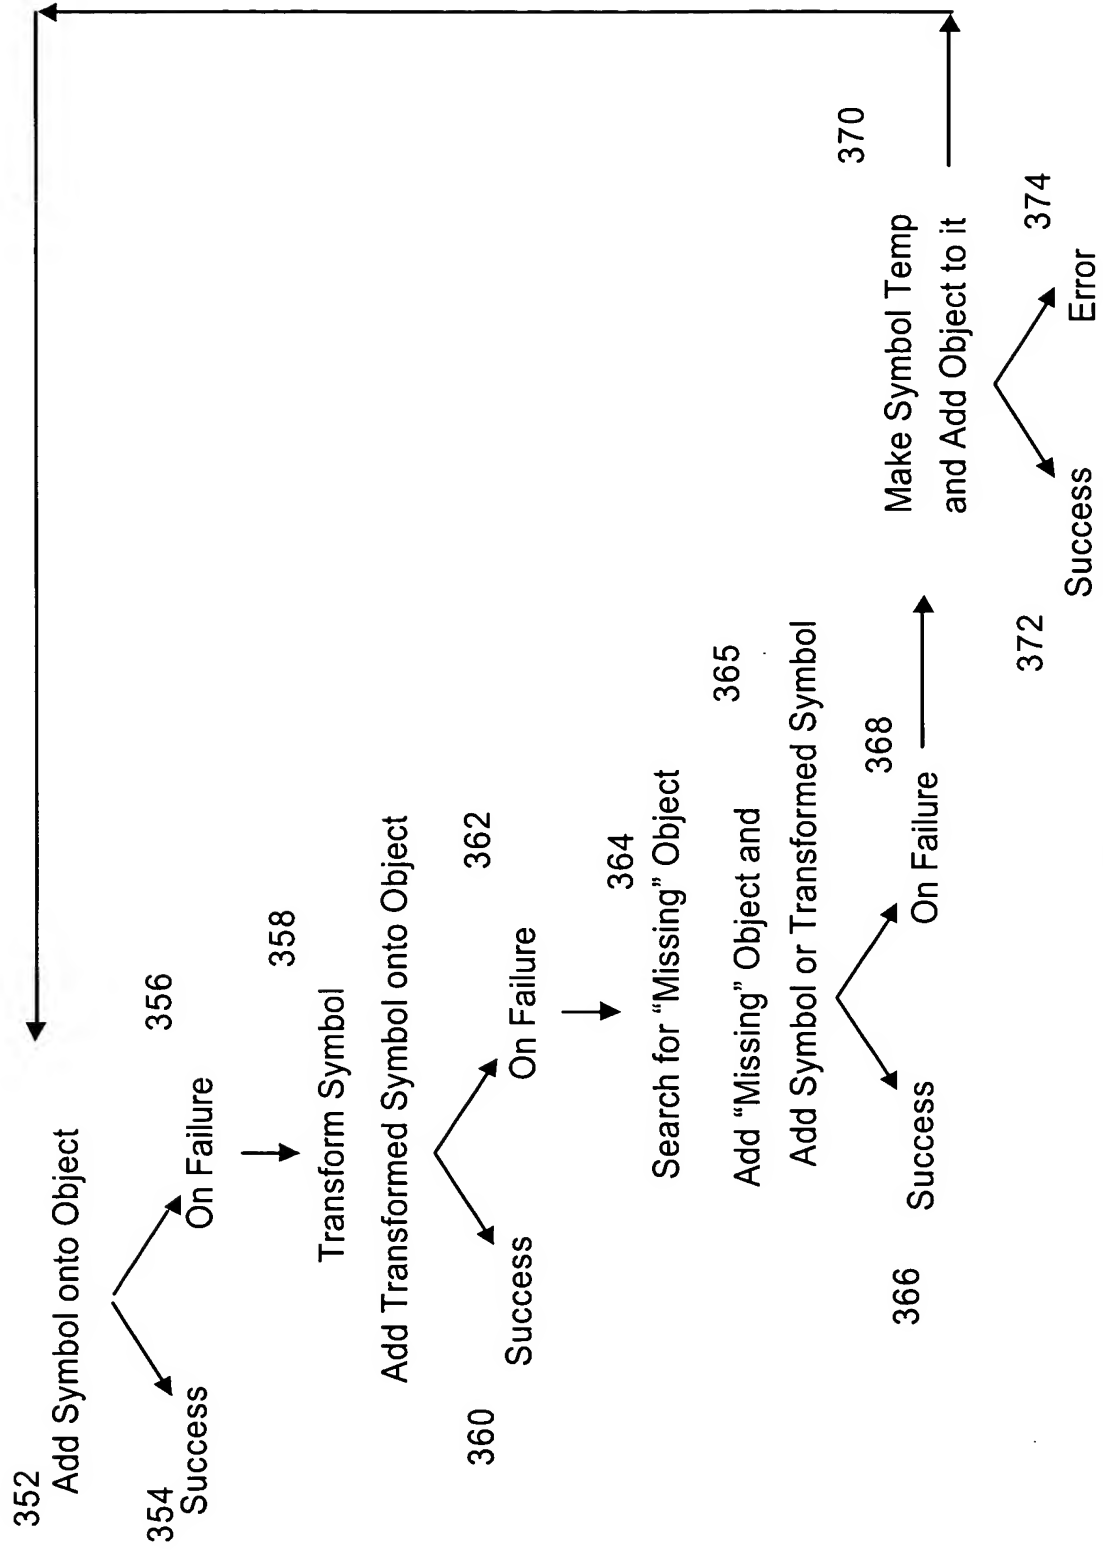 352
Add Symbol onto Object
354
Success
356
On Failure
358
Transform Symbol
Add Transformed Symbol onto Object
360
Success
362
On Failure
364
Search for “Missing” Object
365
Add “Missing” Object and
Add Symbol or Transformed Symbol
366
Success
368
On Failure
370
Make Symbol Temp
and Add Object to it
372
Success
374
Error